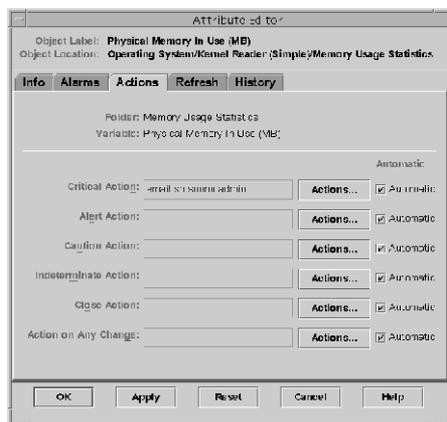 Attribute Editor
Object Label: Physical Memory In Use (MB)
Object Location: Operating System/Kernel Reader (Simple)/Memory Usage Statistics
Info Alarms Actions Refresh History
Folder: Memory Usage Statistics
Variable: Physical Memory In Use (MB)
Automatic
Critical Action: email Actions... Automatic
Alert Action: Actions... Automatic
Caution Action: Actions... Automatic
Indeterminate Action: Actions... Automatic
Close Action: Actions... Automatic
Action on Any Change: Actions... Automatic
OK Apply Reset Cancel Help